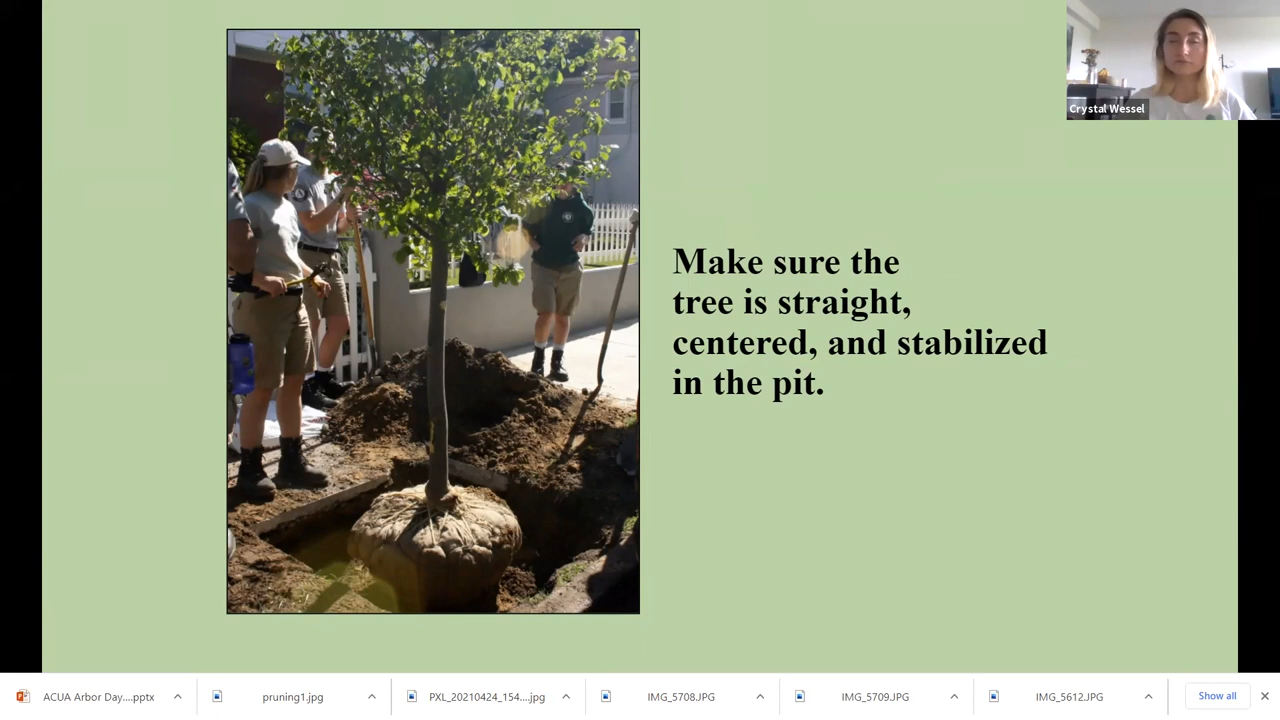 Crystal Wessel
Make sure the
tree is straight,
centered, and stabilized
in the pit.
ACUA Arbor Day....pptx
pruning1.jpg
PXL_20210424_154....jpg
IMG_5708.JPG
IMG_5709.JPG
IMG_5612.JPG
Show all